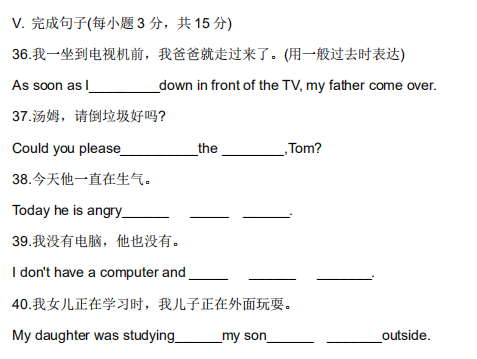 V. 完成句子(每小题 3 分，共 15 分)
36.我一坐到电视机前，我爸爸就走过来了。(用一般过去时表达)
As soon as I_________down in front of the TV, my father come over.
37.汤姆，请倒垃圾好吗?
Could you please__________the ________,Tom?
38.今天他一直在生气。
Today he is angry______ _____ ______.
39.我没有电脑，他也没有。
I don't have a computer and _____ ______ _______.
40.我女儿正在学习时，我儿子正在外面玩耍。
My daughter was studying______my son______ _______outside.